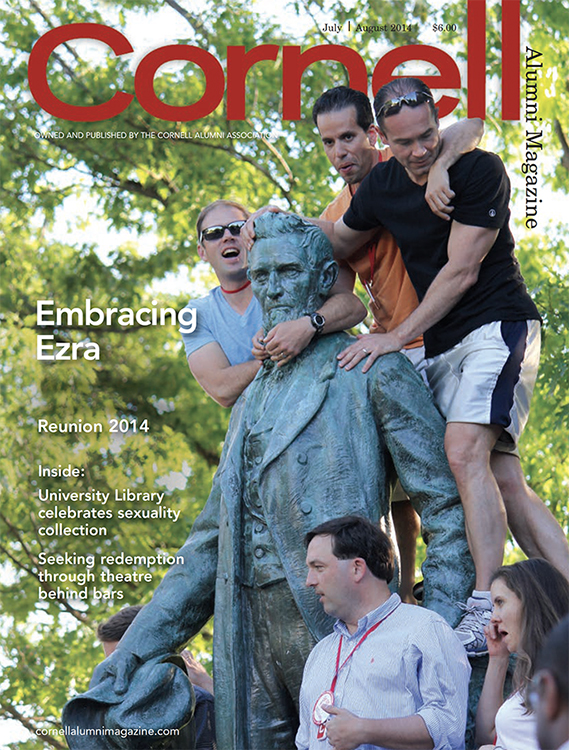 July | August 2014 $6.00
Cornell
Alumni Magazine
OWNED AND PUBLISHED BY THE CORNELL ALUMNI ASSOCIATION
Embracing
Ezra
Reunion 2014
Inside:
University Library
celebrates sexuality
collection
Seeking redemption
through theatre
behind bars
cornellalumnimagazine.com